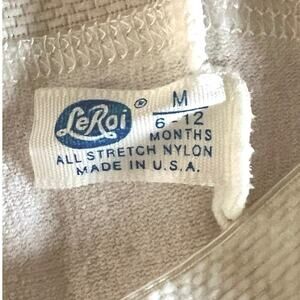 LeRoi ® M
6-12
MONTHS
ALL STRETCH NYLON
MADE IN U.S.A.